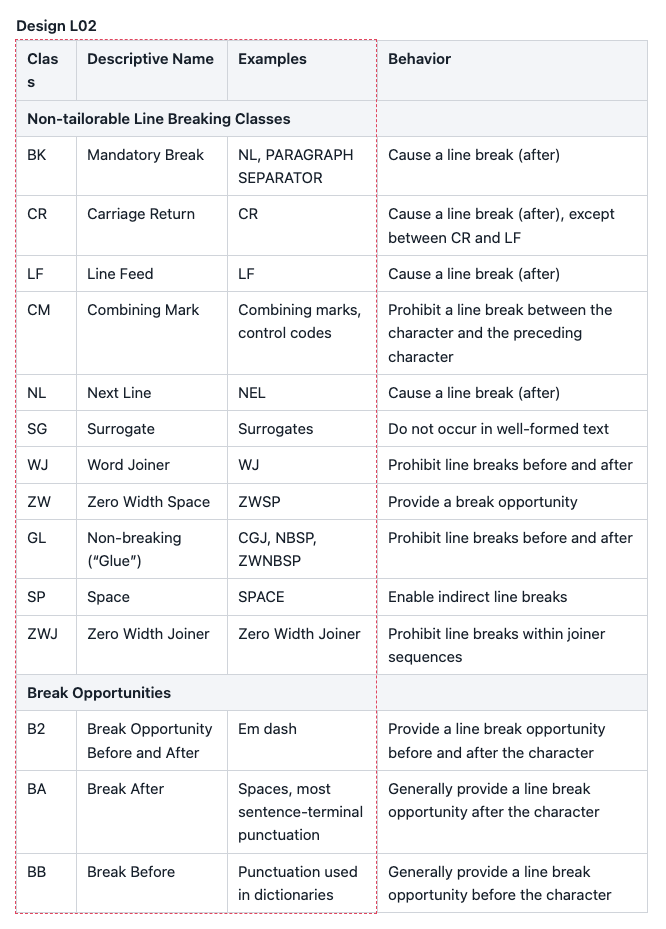 Design L02
Clas
s
Descriptive Name
Examples
Behavior
Non-tailorable Line Breaking Classes
BK
Mandatory Break
NL, PARAGRAPH
SEPARATOR
Cause a line break (after)
CR
Carriage Return
CR
Cause a line break (after), except
between CR and LF
LF
Line Feed
LF
Cause a line break (after)
CM
Combining Mark
Combining marks,
control codes
Prohibit a line break between the
character and the preceding
character
NL
Next Line
NEL
Cause a line break (after)
SG
Surrogate
Surrogates
Do not occur in well-formed text
WJ
Word Joiner
WJ
Prohibit line breaks before and after
ZW
Zero Width Space
ZWSP
Provide a break opportunity
GL
Non-breaking
(“Glue”)
CGJ, NBSP,
ZWNBSP
Prohibit line breaks before and after
SP
Space
SPACE
Enable indirect line breaks
ZWJ
Zero Width Joiner
Zero Width Joiner
Prohibit line breaks within joiner
sequences
Break Opportunities
B2
Break Opportunity
Before and After
Em dash
Provide a line break opportunity
before and after the character
BA
Break After
Spaces, most
sentence-terminal
punctuation
Generally provide a line break
opportunity after the character
BB
Break Before
Punctuation used
in dictionaries
Generally provide a line break
opportunity before the character